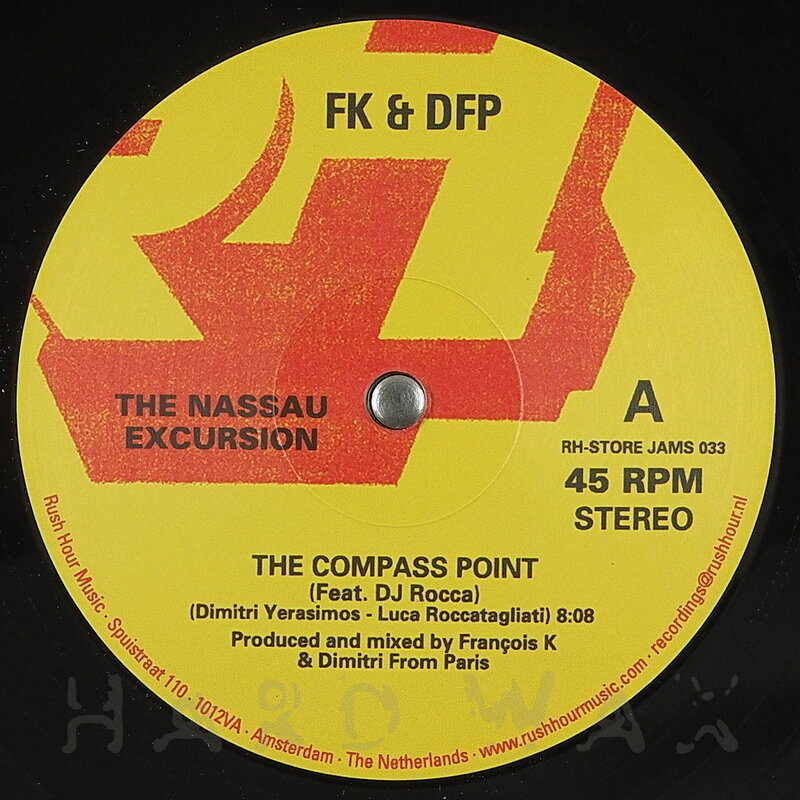 FK & DFP
THE NASSAU
EXCURSION
A
RH-STORE JAMS 033
45 RPM
STEREO
THE COMPASS POINT
(Feat. DJ Rocca)
(Dimitri Yerasimos - Luca Roccatagliati) 8:08
Produced and mixed by François K
& Dimitri From Paris
Rush Hour Music · Spuistraat 110 · 1012VA · Amsterdam · The Netherlands · www.rushhourmusic.com · recordings@rushhour.nl
HARD WAX